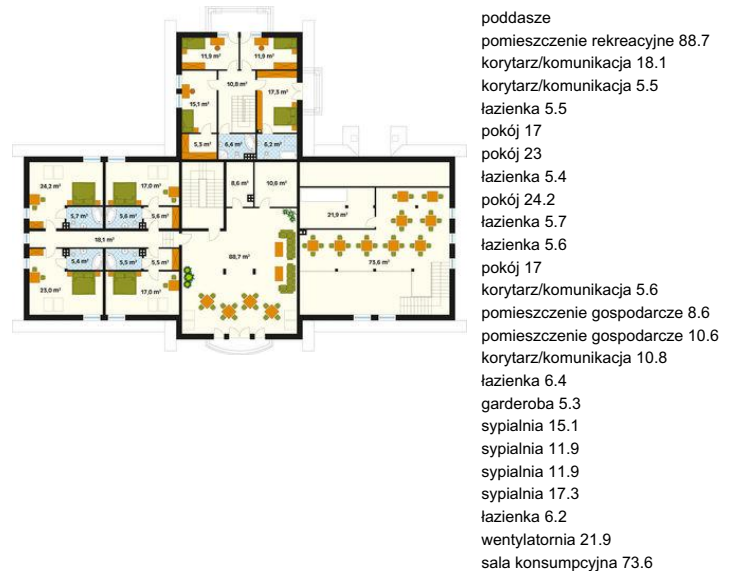 poddasze
pomieszczenie rekreacyjne 88.7
korytarz/komunikacja 18.1
korytarz/komunikacja 5.5
łazienka 5.5
pokój 17
pokój 23
łazienka 5.4
pokój 24.2
łazienka 5.7
łazienka 5.6
pokój 17
korytarz/komunikacja 5.6
pomieszczenie gospodarcze 8.6
pomieszczenie gospodarcze 10.6
korytarz/komunikacja 10.8
łazienka 6.4
garderoba 5.3
sypialnia 15.1
sypialnia 11.9
sypialnia 11.9
sypialnia 17.3
łazienka 6.2
wentylatornia 21.9
sala konsumpcyjna 73.6
11,9 m²
11,9 m²
10,8 m²
15,1 m²
17,3 m²
5,3 m²
6,4 m²
6,2 m²
24,2 m²
17,0 m²
8,6 m²
10,6 m²
5,7 m²
5,6 m²
5,6 m²
21,9 m²
18,1 m²
88,7 m²
73,6 m²
5,4 m²
5,5 m²
5,5 m²
23,0 m²
17,0 m²